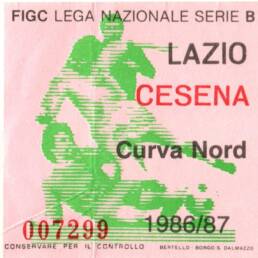 FIGC LEGA NAZIONALE SERIE B
LAZIO
CESENA
Curva Nord
007299
1986/87
CONSERVARE PER IL CONTROLLO
BERTELLO - BORGO S. DALMAZZO